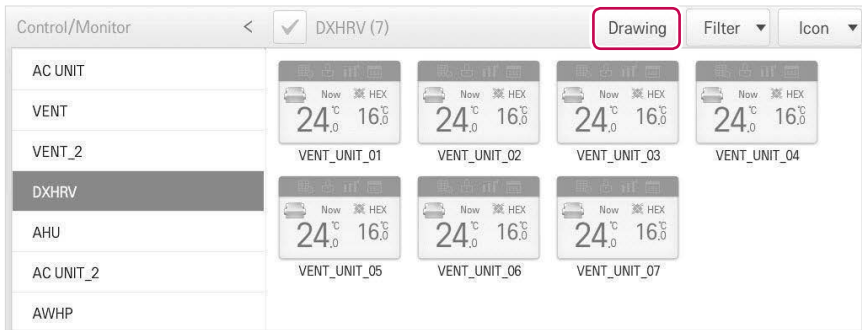 Control/Monitor < DXHRV (7) Drawing Filter ▼ Icon ▼
AC UNIT
VENT
VENT_2
DXHRV
AHU
AC UNIT_2
AWHP
Now HEX Now HEX Now HEX Now HEX
24.0℃ 16.0℃ 24.0℃ 16.0℃ 24.0℃ 16.0℃ 24.0℃ 16.0℃
VENT_UNIT_01 VENT_UNIT_02 VENT_UNIT_03 VENT_UNIT_04
Now HEX Now HEX Now HEX
24.0℃ 16.0℃ 24.0℃ 16.0℃ 24.0℃ 16.0℃
VENT_UNIT_05 VENT_UNIT_06 VENT_UNIT_07